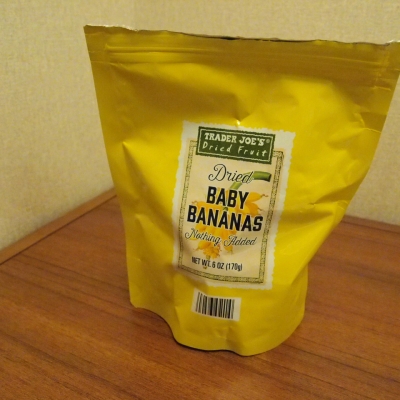 TRADER JOE'S®
Dried Fruit
Dried
BABY
BANANAS
Nothing Added
NET WT. 6 OZ (170g)